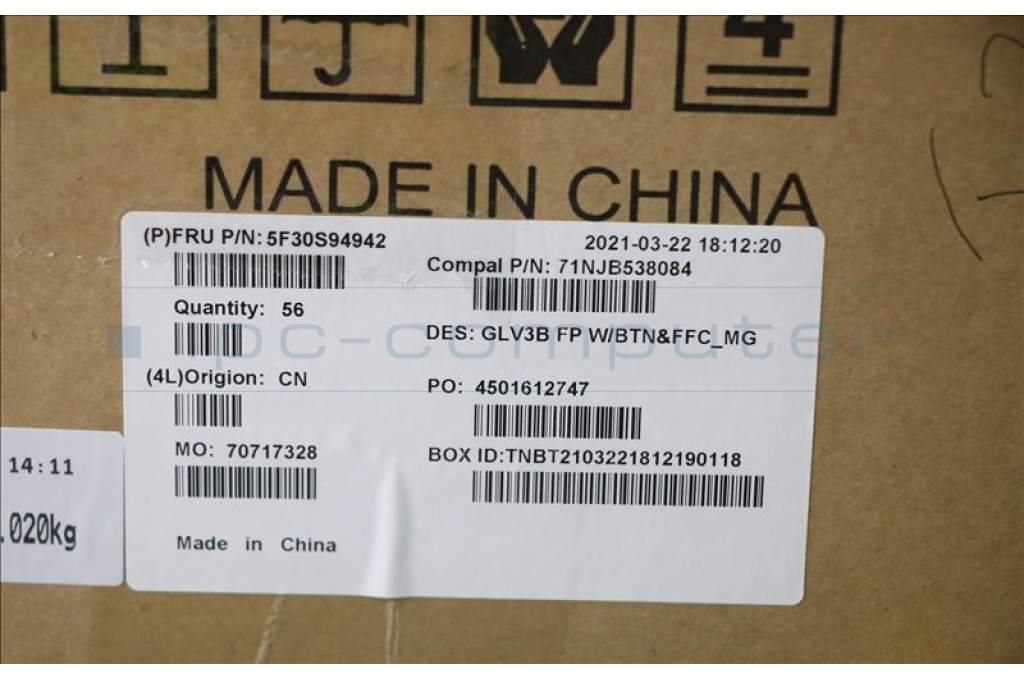 4
MADE IN CHINA
(P)FRU P/N: 5F30S94942
2021-03-22 18:12:20
Compal P/N: 71NJB538084
Quantity: 56
DES: GLV3B FP W/BTN&FFC_MG
pc-computer
(4L)Origion: CN
PO: 4501612747
MO: 70717328
BOX ID:TNBT2103221812190118
Made in China
14:11
.020kg